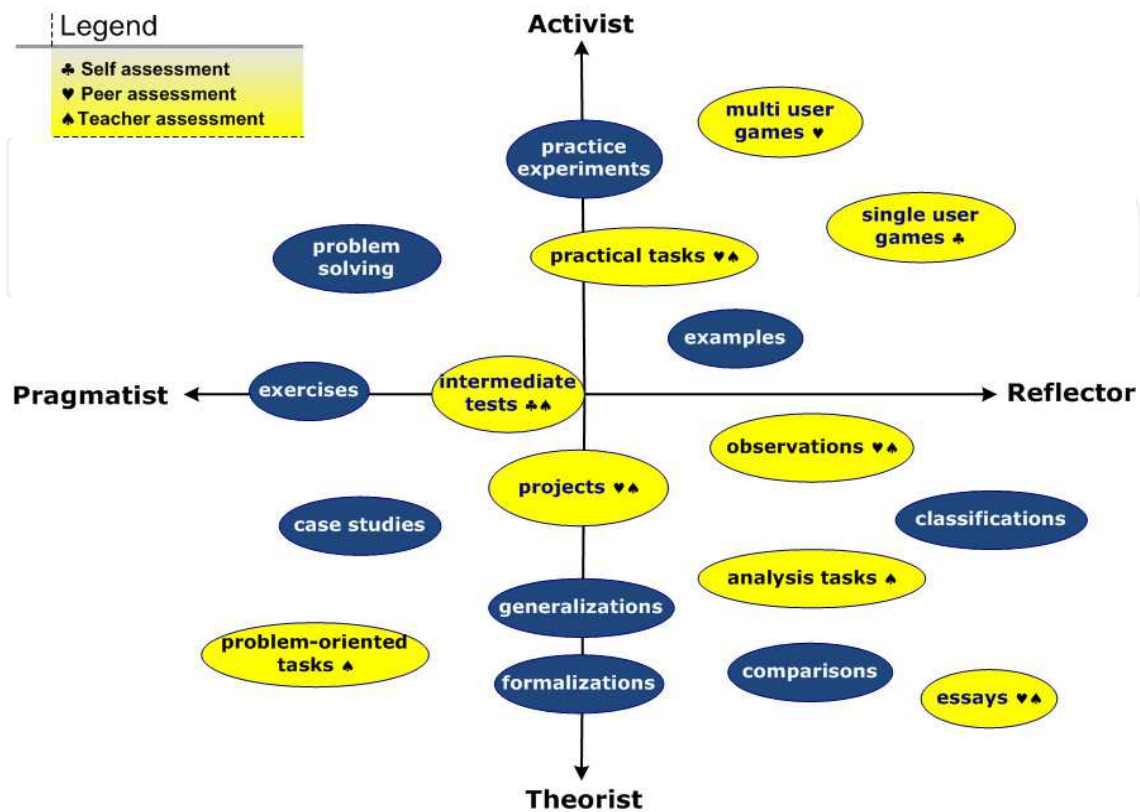 Legend
♣ Self assessment
♥ Peer assessment
♠ Teacher assessment
Activist
multi user
games ♥
practice
experiments
single user
games ♣
problem
solving
practical tasks ♥♠
examples
Pragmatist
exercises
intermediate
tests ♣♠
Reflector
observations ♥♠
projects ♥♠
case studies
classifications
analysis tasks ♠
generalizations
problem-oriented
tasks ♠
formalizations
comparisons
essays ♥♠
Theorist